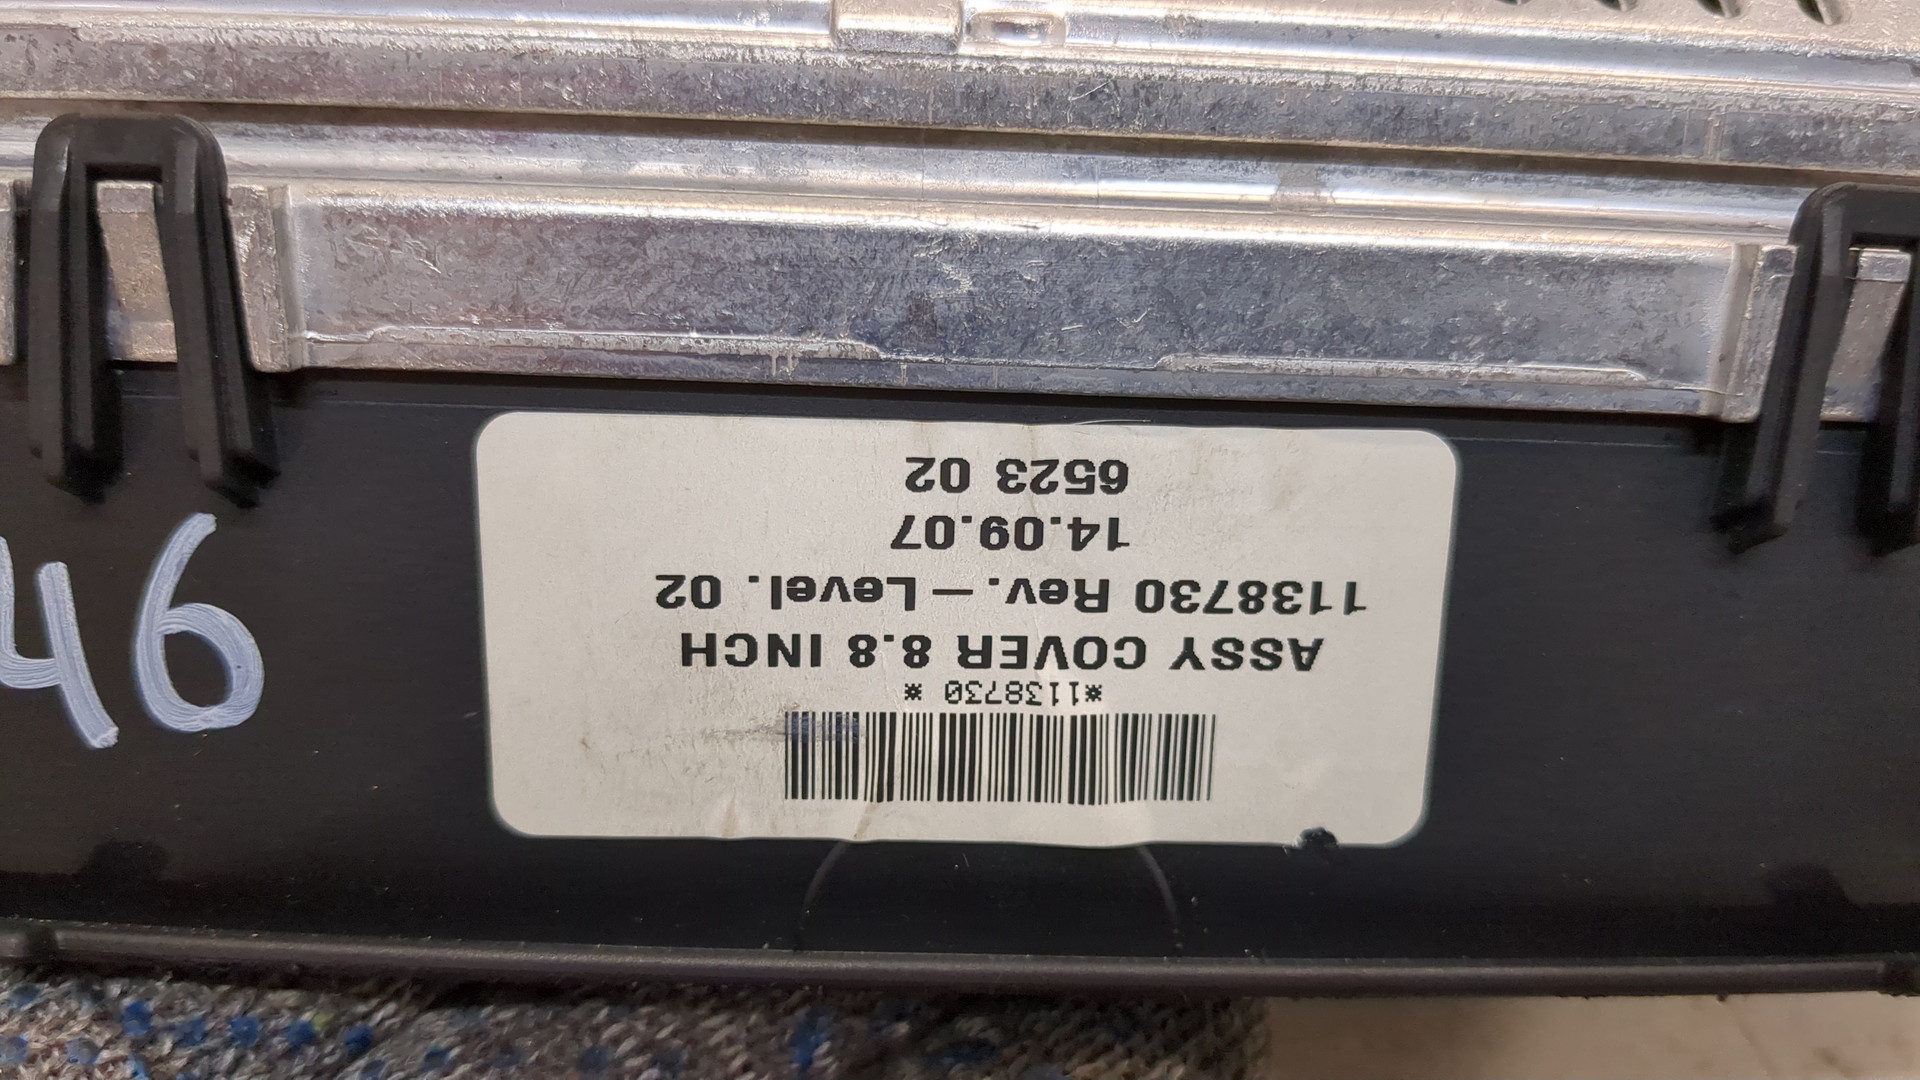 *1138730 *
ASSY COVER 8.8 INCH
1138730 Rev. – Level. 02
14.09.07
6523 02
46